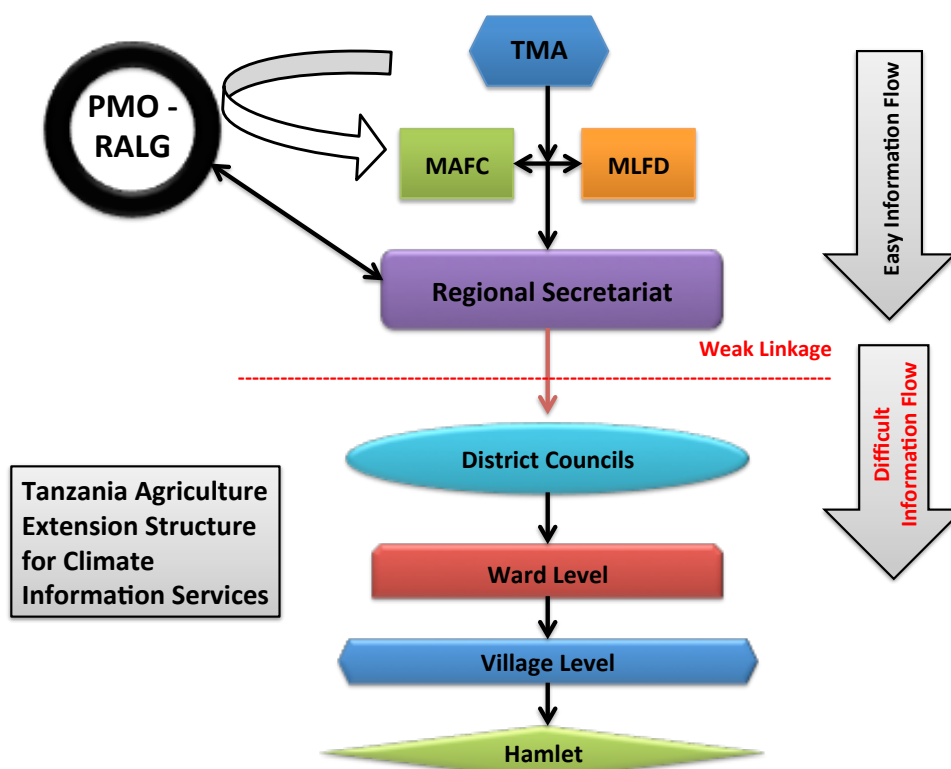 TMA
PMO -
RALG
MAFC
MLFD
Easy Information Flow
Regional Secretariat
Weak Linkage
Difficult
Information Flow
District Councils
Tanzania Agriculture
Extension Structure
for Climate
Information Services
Ward Level
Village Level
Hamlet